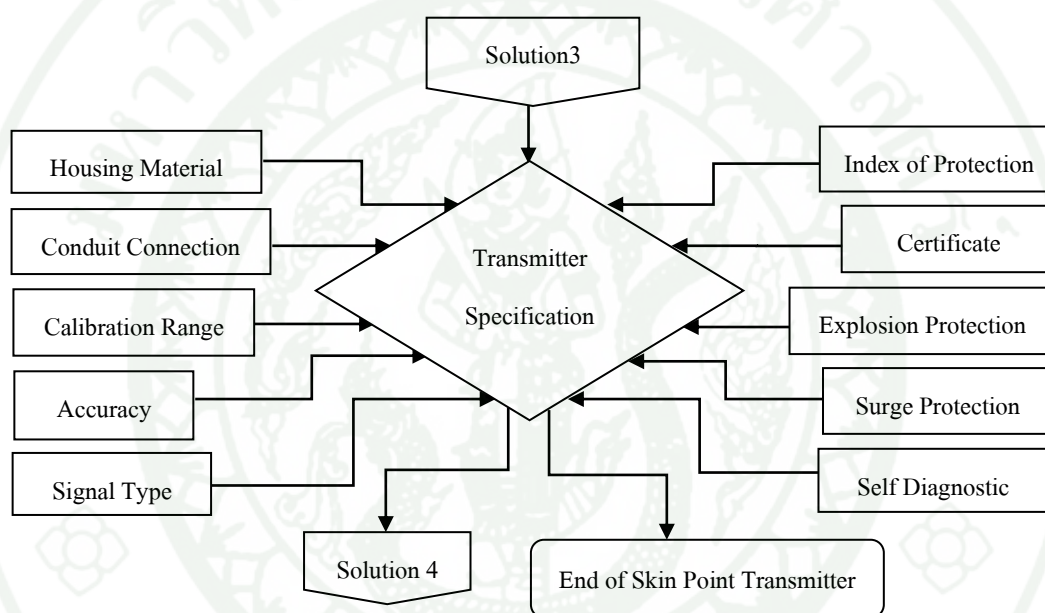 Solution3
Housing Material
Index of Protection
Conduit Connection
Certificate
Transmitter
Specification
Calibration Range
Explosion Protection
Accuracy
Surge Protection
Signal Type
Self Diagnostic
Solution 4
End of Skin Point Transmitter